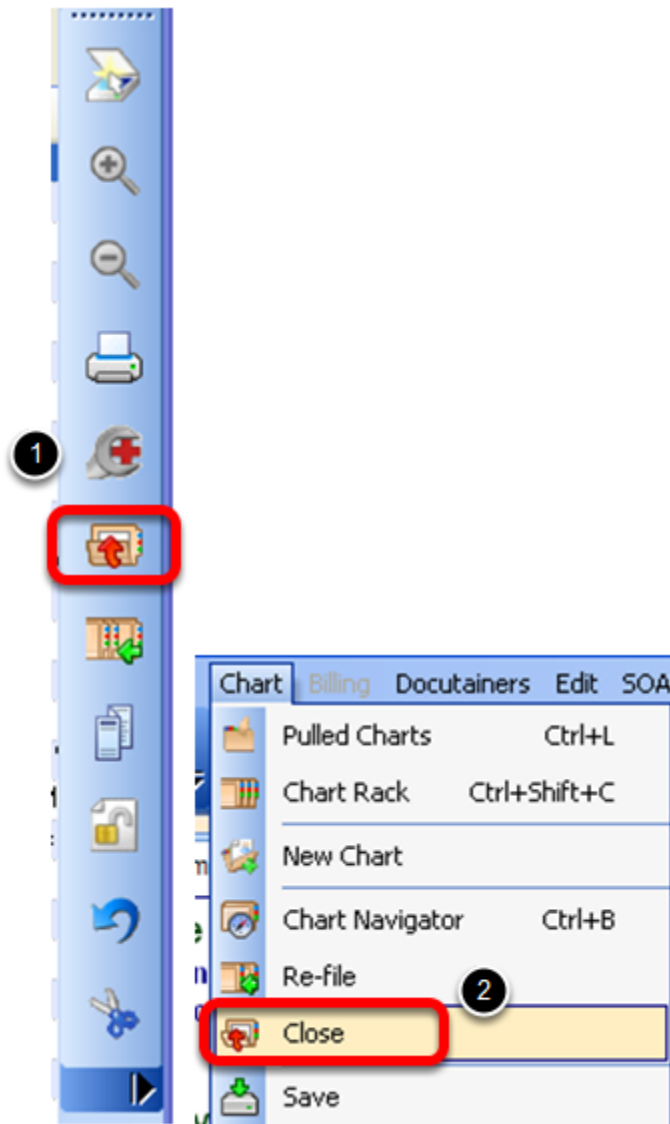 1
Chart Billing Docutainers Edit SOA
Pulled Charts Ctrl+L
Chart Rack Ctrl+Shift+C
New Chart
Chart Navigator Ctrl+B
Re-file
2
Close
Save